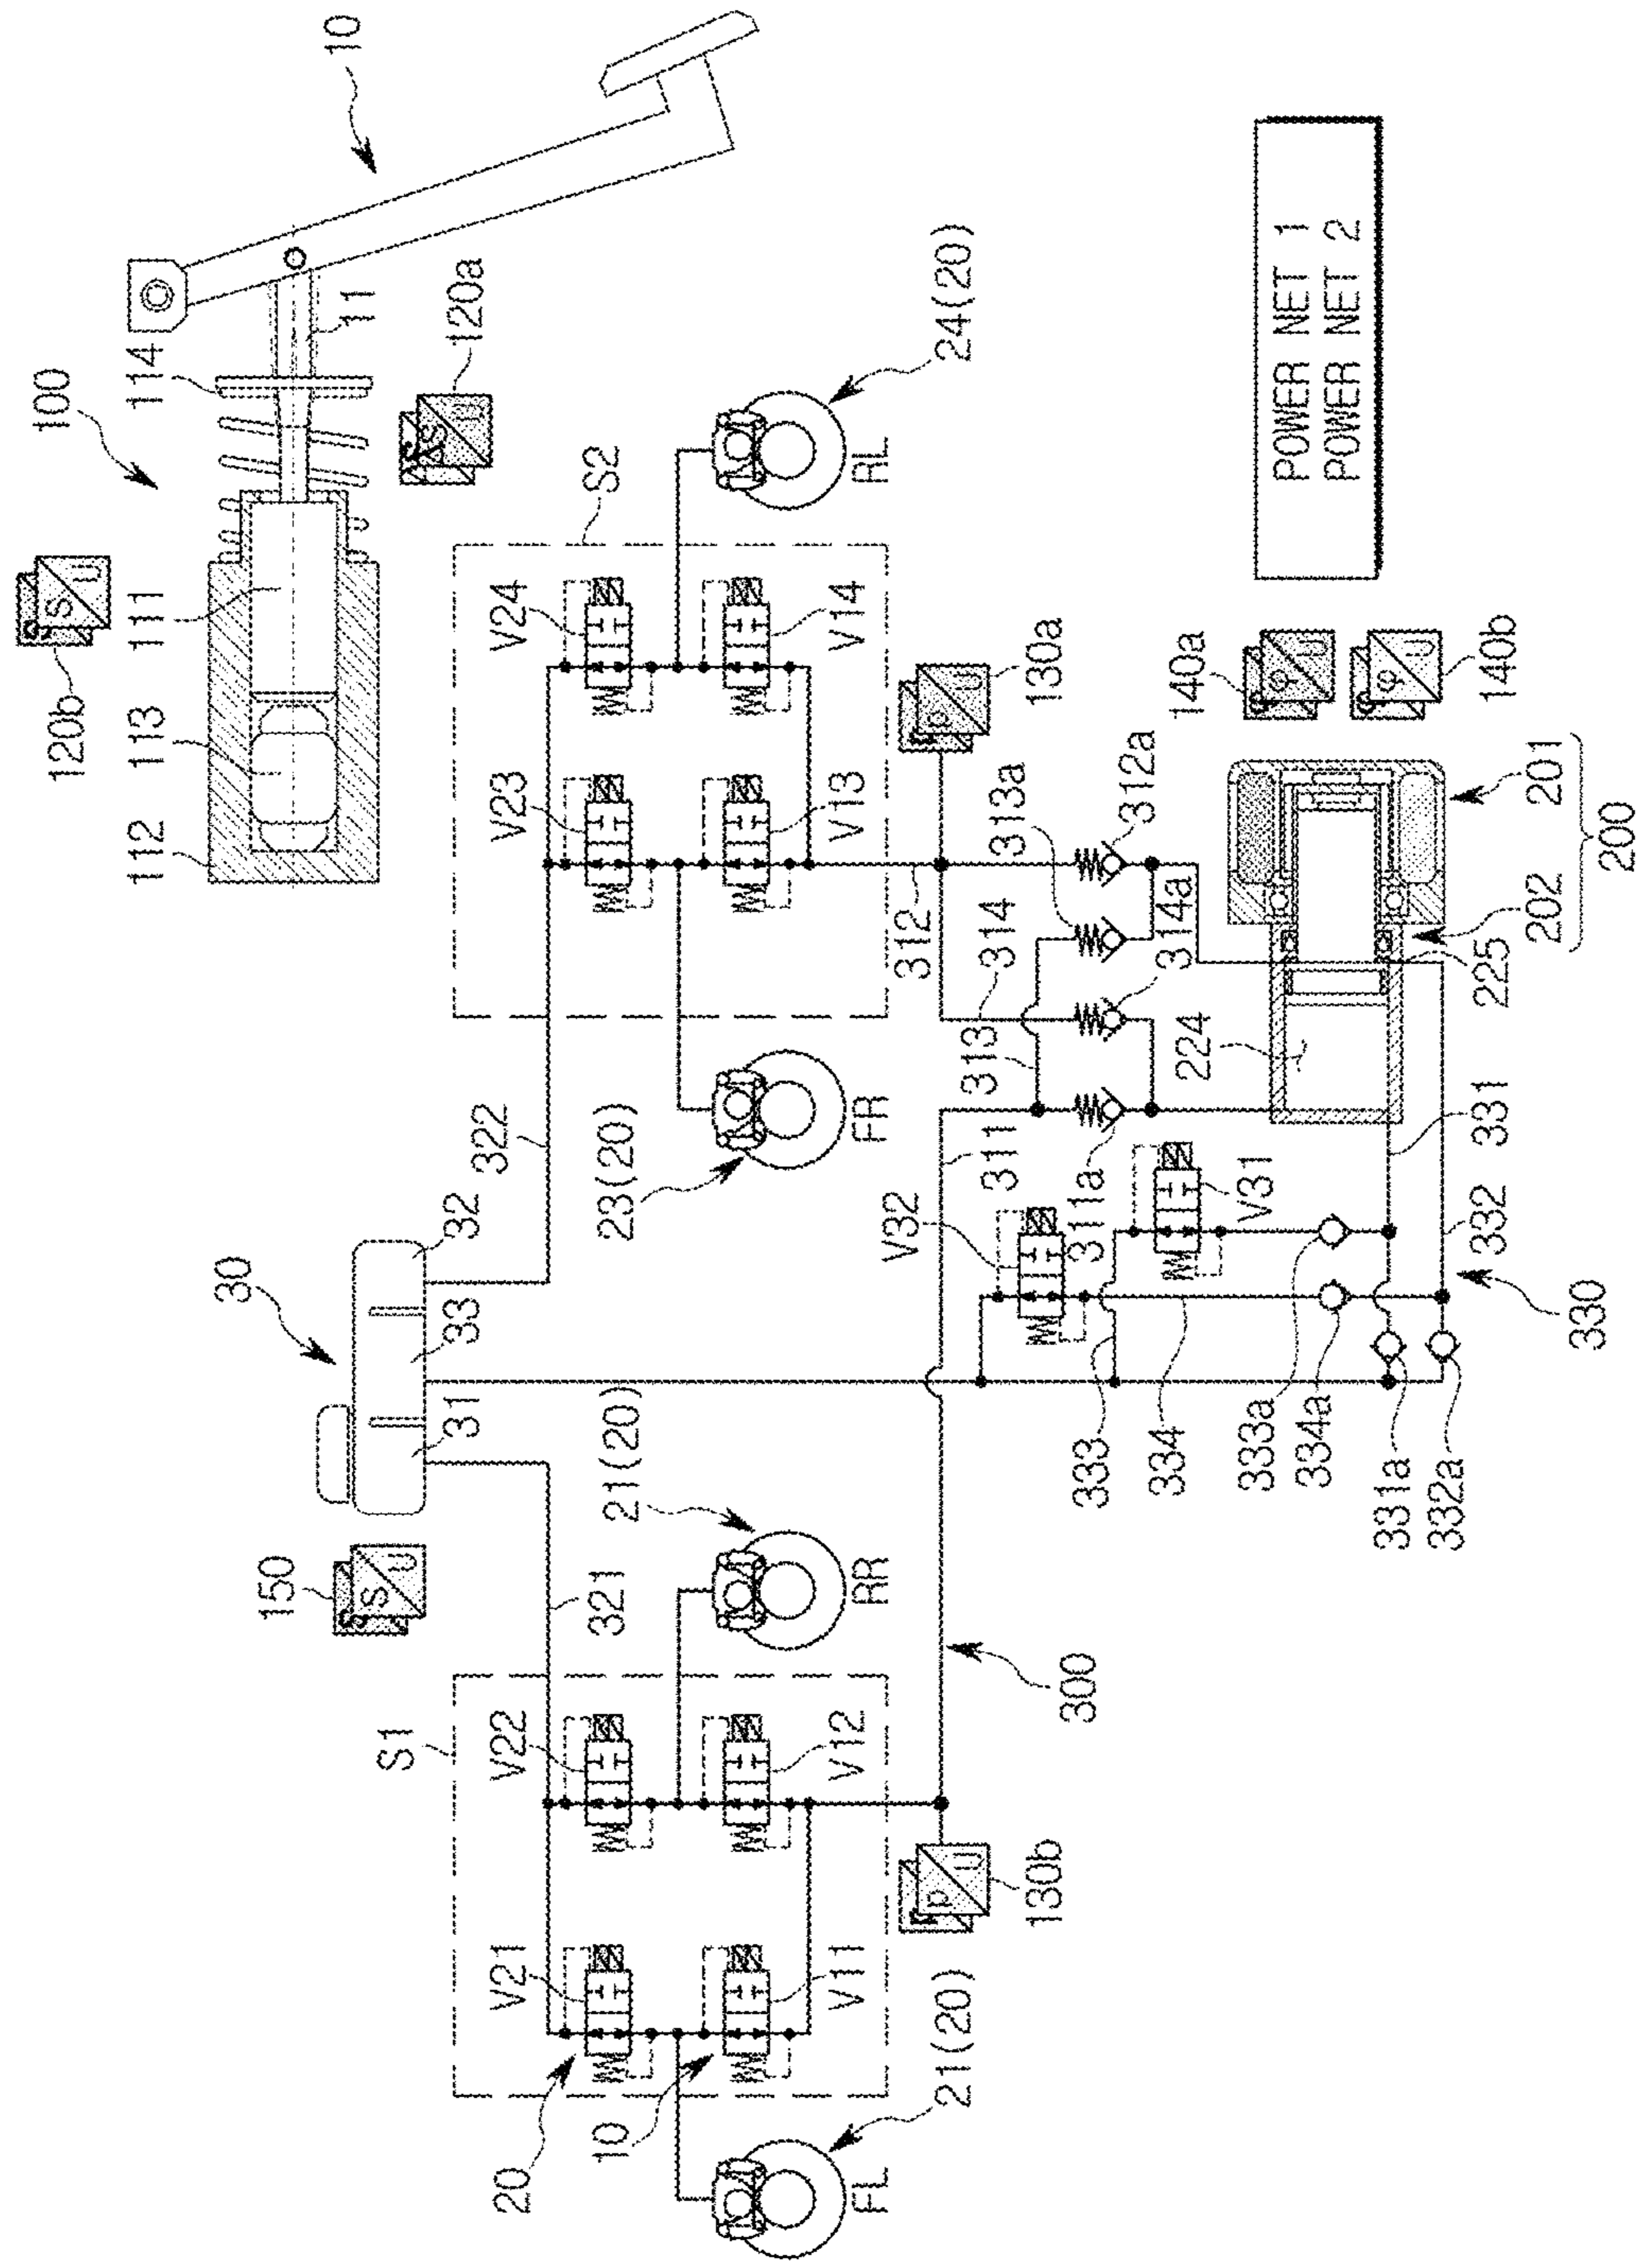 120b
S U
100
10
112
113
111
114
30
150
S U
11
S1
31
33
32
120a
20
V21
V22
322
V23
V24
10
321
21(20)
23(20)
S2
V11
V12
V13
V14
FL
RR
FR
RL
21(20)
24(20)
V32
312
311
314
313
313a
130a
p U
130b
p U
300
311a
312a
314a
333
334
V31
224
140a
φ U
333a
334a
POWER NET 1
POWER NET 2
331a
332a
331
332
225
202
201
140b
φ U
330
200